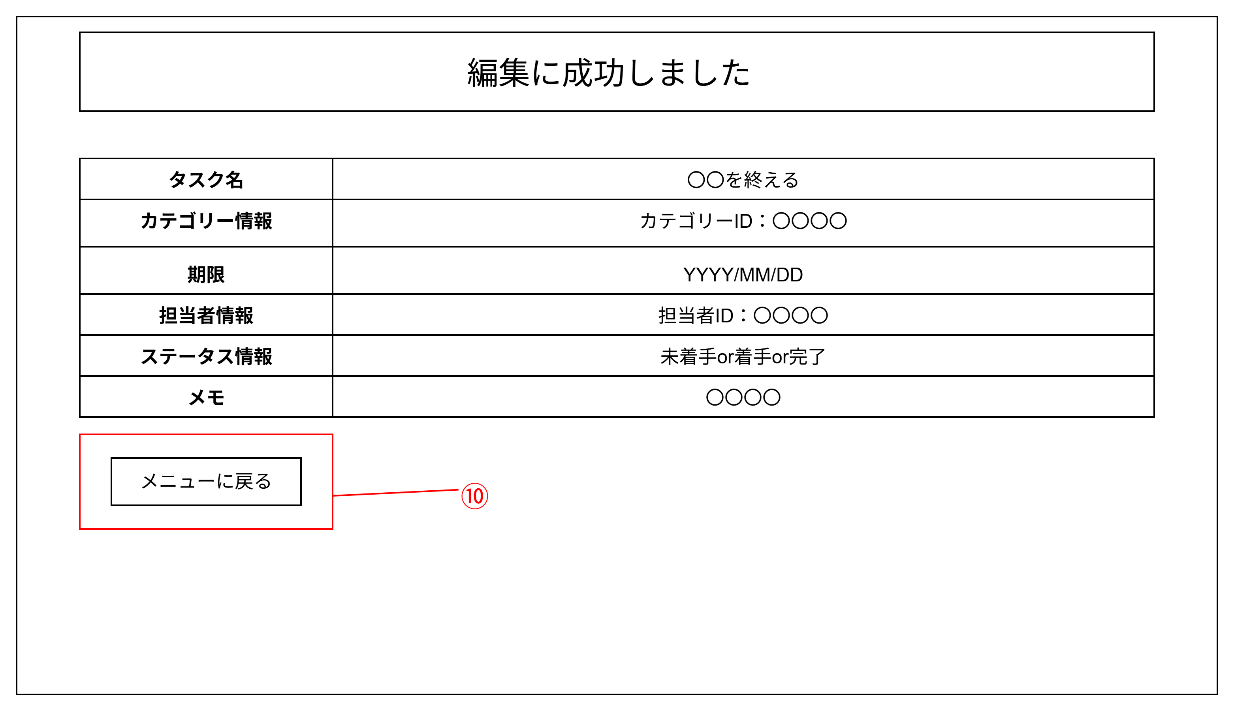 編集に成功しました
タスク名 〇〇を終える
カテゴリー情報 カテゴリーID：〇〇〇〇
期限 YYYY/MM/DD
担当者情報 担当者ID：〇〇〇〇
ステータス情報 未着手or着手or完了
メモ 〇〇〇〇
メニューに戻る
⑩